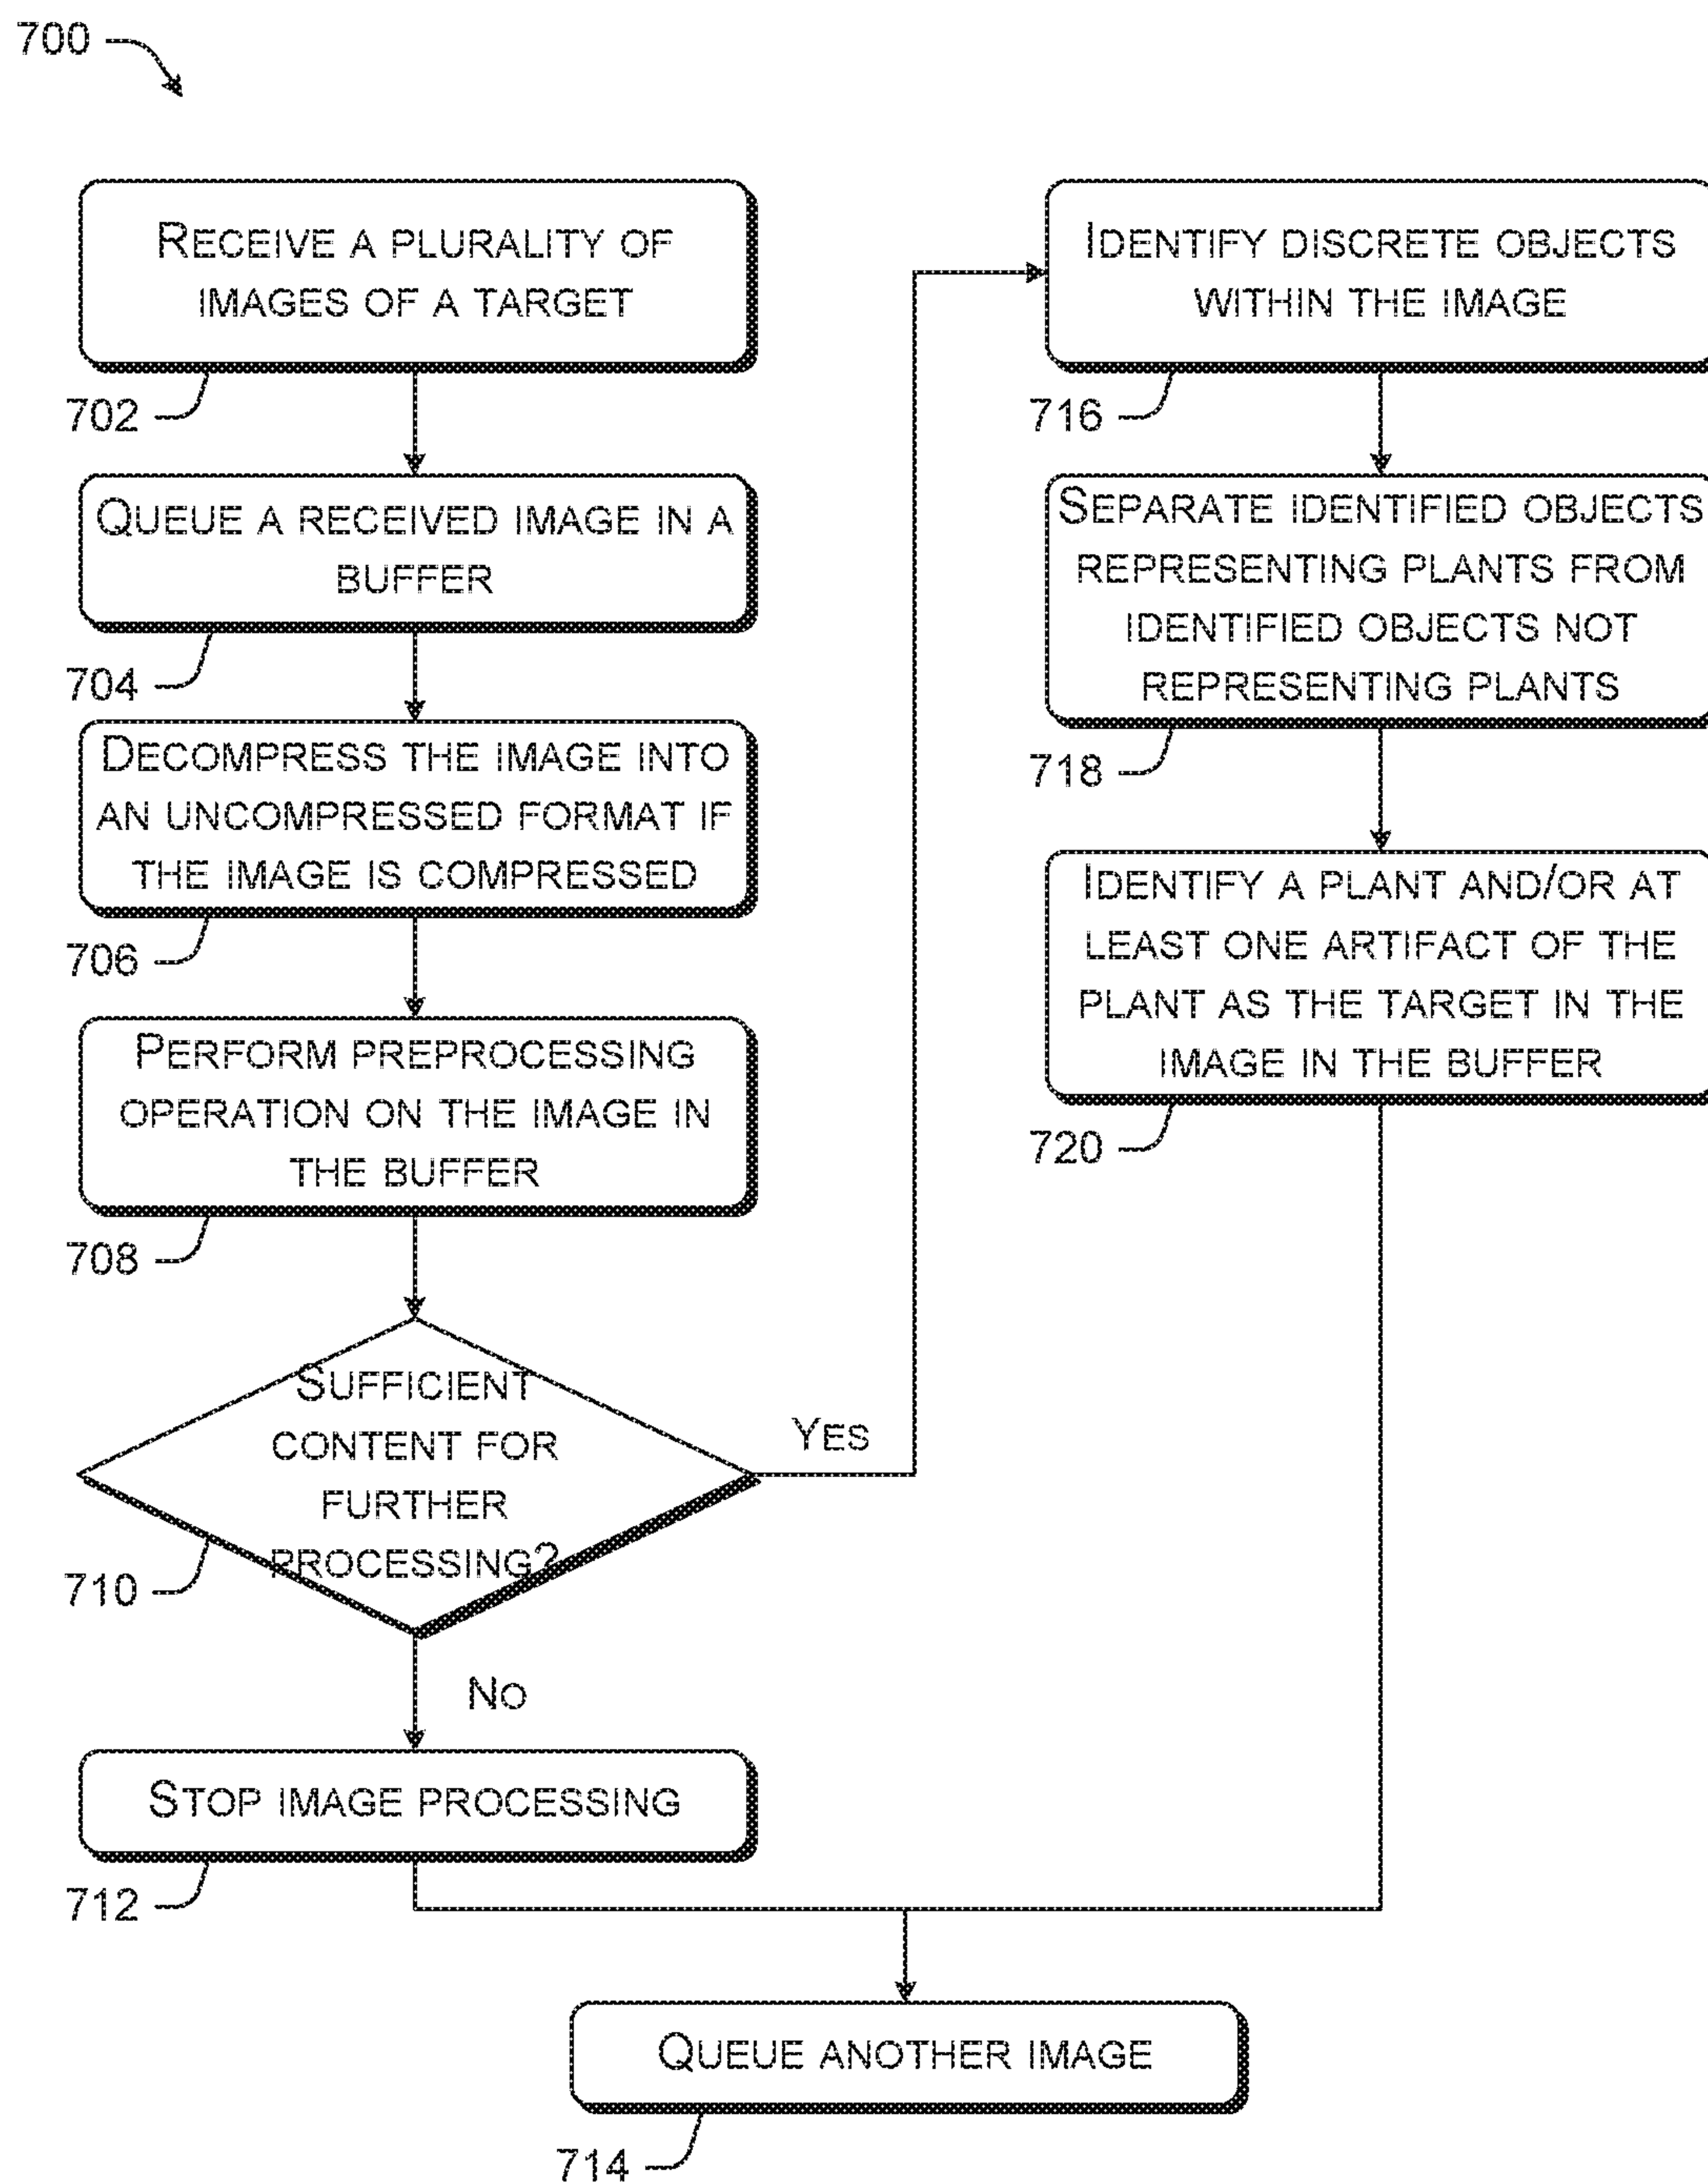 700
RECEIVE A PLURALITY OF
IMAGES OF A TARGET
702
QUEUE A RECEIVED IMAGE IN A
BUFFER
704
DECOMPRESS THE IMAGE INTO
AN UNCOMPRESSED FORMAT IF
THE IMAGE IS COMPRESSED
706
PERFORM PREPROCESSING
OPERATION ON THE IMAGE IN
THE BUFFER
708
SUFFICIENT
CONTENT FOR
FURTHER
PROCESSING?
710
YES
NO
STOP IMAGE PROCESSING
712
IDENTIFY DISCRETE OBJECTS
WITHIN THE IMAGE
716
SEPARATE IDENTIFIED OBJECTS
REPRESENTING PLANTS FROM
IDENTIFIED OBJECTS NOT
REPRESENTING PLANTS
718
IDENTIFY A PLANT AND/OR AT
LEAST ONE ARTIFACT OF THE
PLANT AS THE TARGET IN THE
IMAGE IN THE BUFFER
720
QUEUE ANOTHER IMAGE
714